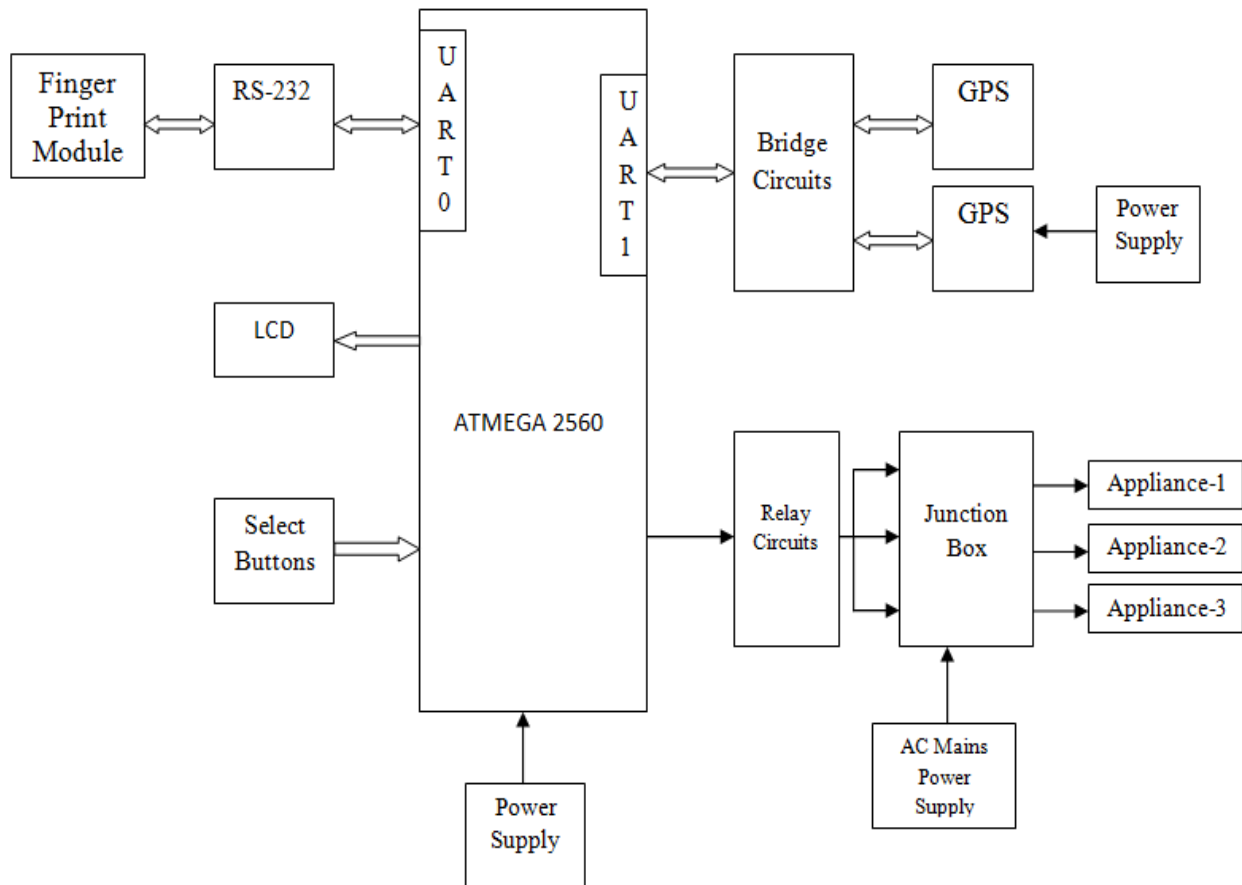 Finger
Print
Module
RS-232
U
A
R
T
0
U
A
R
T
1
Bridge
Circuits
GPS
GPS
Power
Supply
LCD
ATMEGA 2560
Select
Buttons
Relay
Circuits
Junction
Box
Appliance-1
Appliance-2
Appliance-3
Power
Supply
AC Mains
Power
Supply